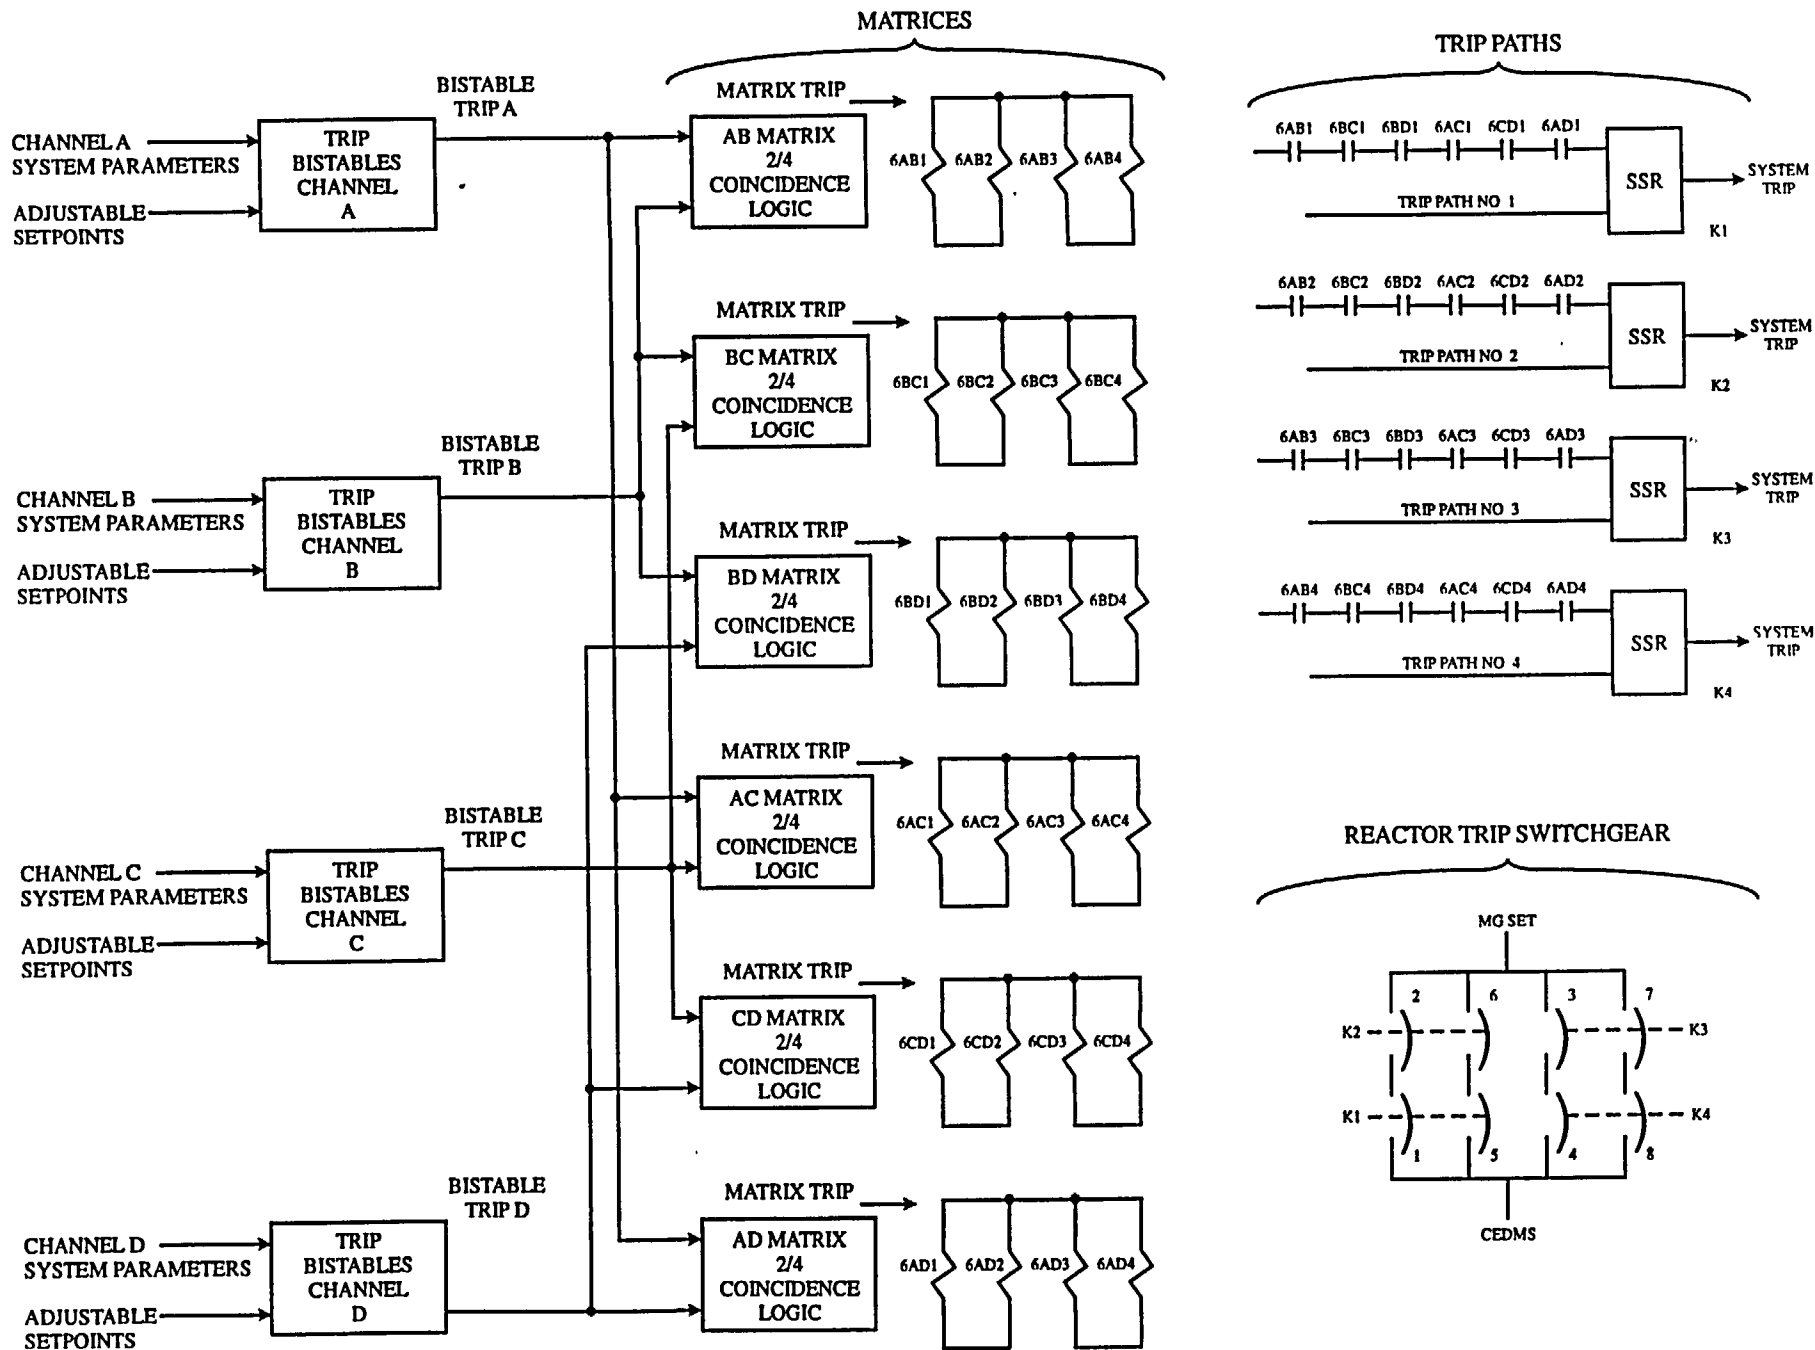 MATRICES
TRIP PATHS
CHANNEL A
SYSTEM PARAMETERS
ADJUSTABLE
SETPOINTS
TRIP
BISTABLES
CHANNEL
A
BISTABLE
TRIP A
CHANNEL B
SYSTEM PARAMETERS
ADJUSTABLE
SETPOINTS
TRIP
BISTABLES
CHANNEL
B
BISTABLE
TRIP B
CHANNEL C
SYSTEM PARAMETERS
ADJUSTABLE
SETPOINTS
TRIP
BISTABLES
CHANNEL
C
BISTABLE
TRIP C
CHANNEL D
SYSTEM PARAMETERS
ADJUSTABLE
SETPOINTS
TRIP
BISTABLES
CHANNEL
D
BISTABLE
TRIP D
MATRIX TRIP
AB MATRIX
2/4
COINCIDENCE
LOGIC
6AB1 6AB2 6AB3 6AB4
MATRIX TRIP
BC MATRIX
2/4
COINCIDENCE
LOGIC
6BC1 6BC2 6BC3 6BC4
MATRIX TRIP
BD MATRIX
2/4
COINCIDENCE
LOGIC
6BD1 6BD2 6BD3 6BD4
MATRIX TRIP
AC MATRIX
2/4
COINCIDENCE
LOGIC
6AC1 6AC2 6AC3 6AC4
MATRIX TRIP
CD MATRIX
2/4
COINCIDENCE
LOGIC
6CD1 6CD2 6CD3 6CD4
MATRIX TRIP
AD MATRIX
2/4
COINCIDENCE
LOGIC
6AD1 6AD2 6AD3 6AD4
6AB1 6BC1 6BD1 6AC1 6CD1 6AD1
TRIP PATH NO 1
SSR
SYSTEM
TRIP
K1
6AB2 6BC2 6BD2 6AC2 6CD2 6AD2
TRIP PATH NO 2
SSR
SYSTEM
TRIP
K2
6AB3 6BC3 6BD3 6AC3 6CD3 6AD3
TRIP PATH NO 3
SSR
SYSTEM
TRIP
K3
6AB4 6BC4 6BD4 6AC4 6CD4 6AD4
TRIP PATH NO 4
SSR
SYSTEM
TRIP
K4
REACTOR TRIP SWITCHGEAR
MG SET
2 6 3 7
K2 K3
K1 K4
1 5 4 8
CEDMS